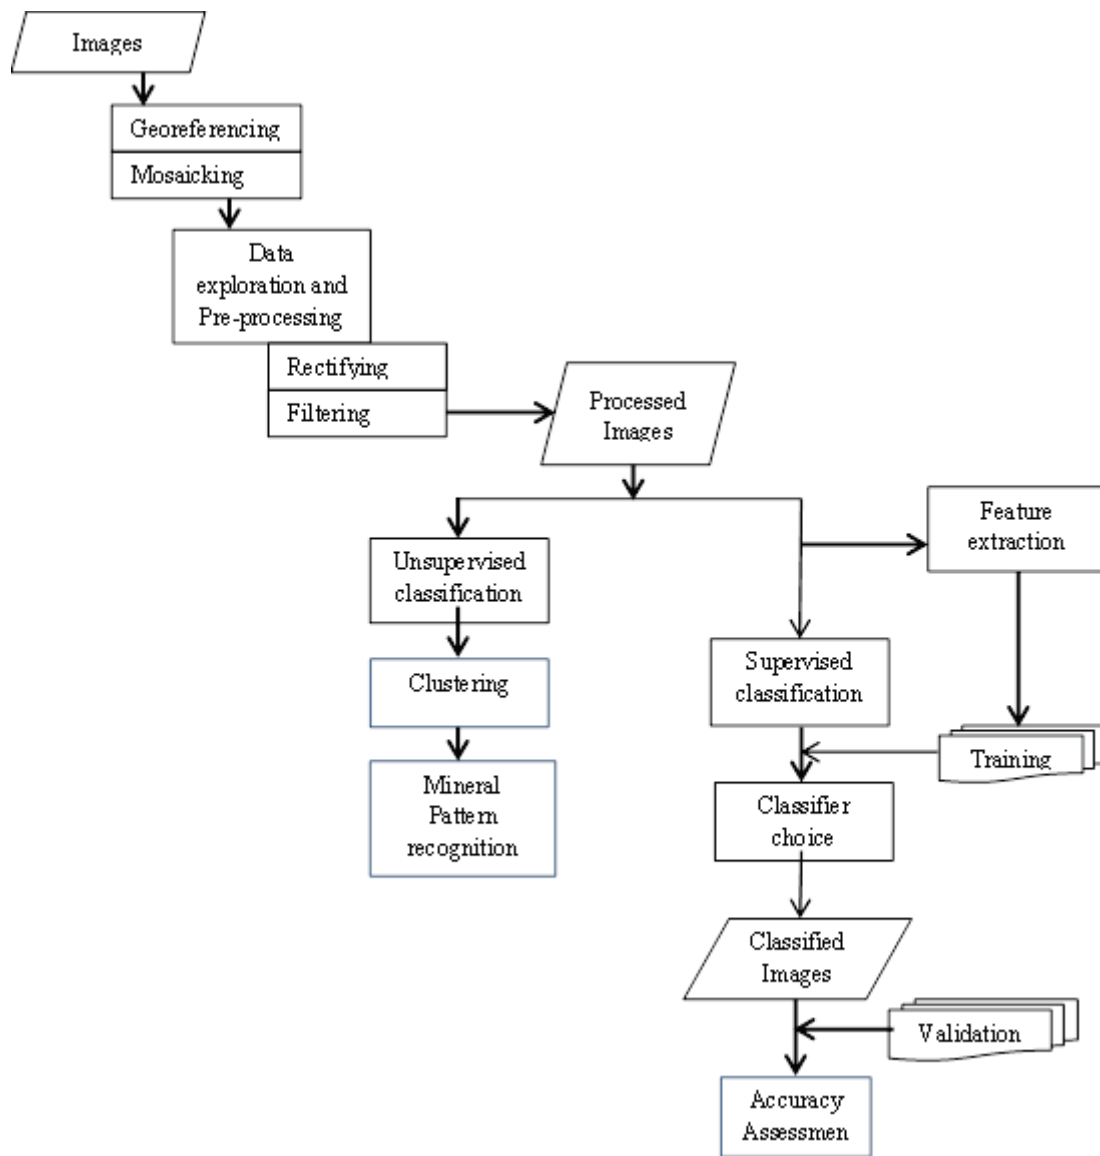 Images
Georeferencing
Mosaicking
Data
exploration and
Pre-processing
Rectifying
Filtering
Processed
Images
Feature
extraction
Unsupervised
classification
Clustering
Mineral
Pattern
recognition
Supervised
classification
Training
Classifier
choice
Classified
Images
Validation
Accuracy
Assessmen